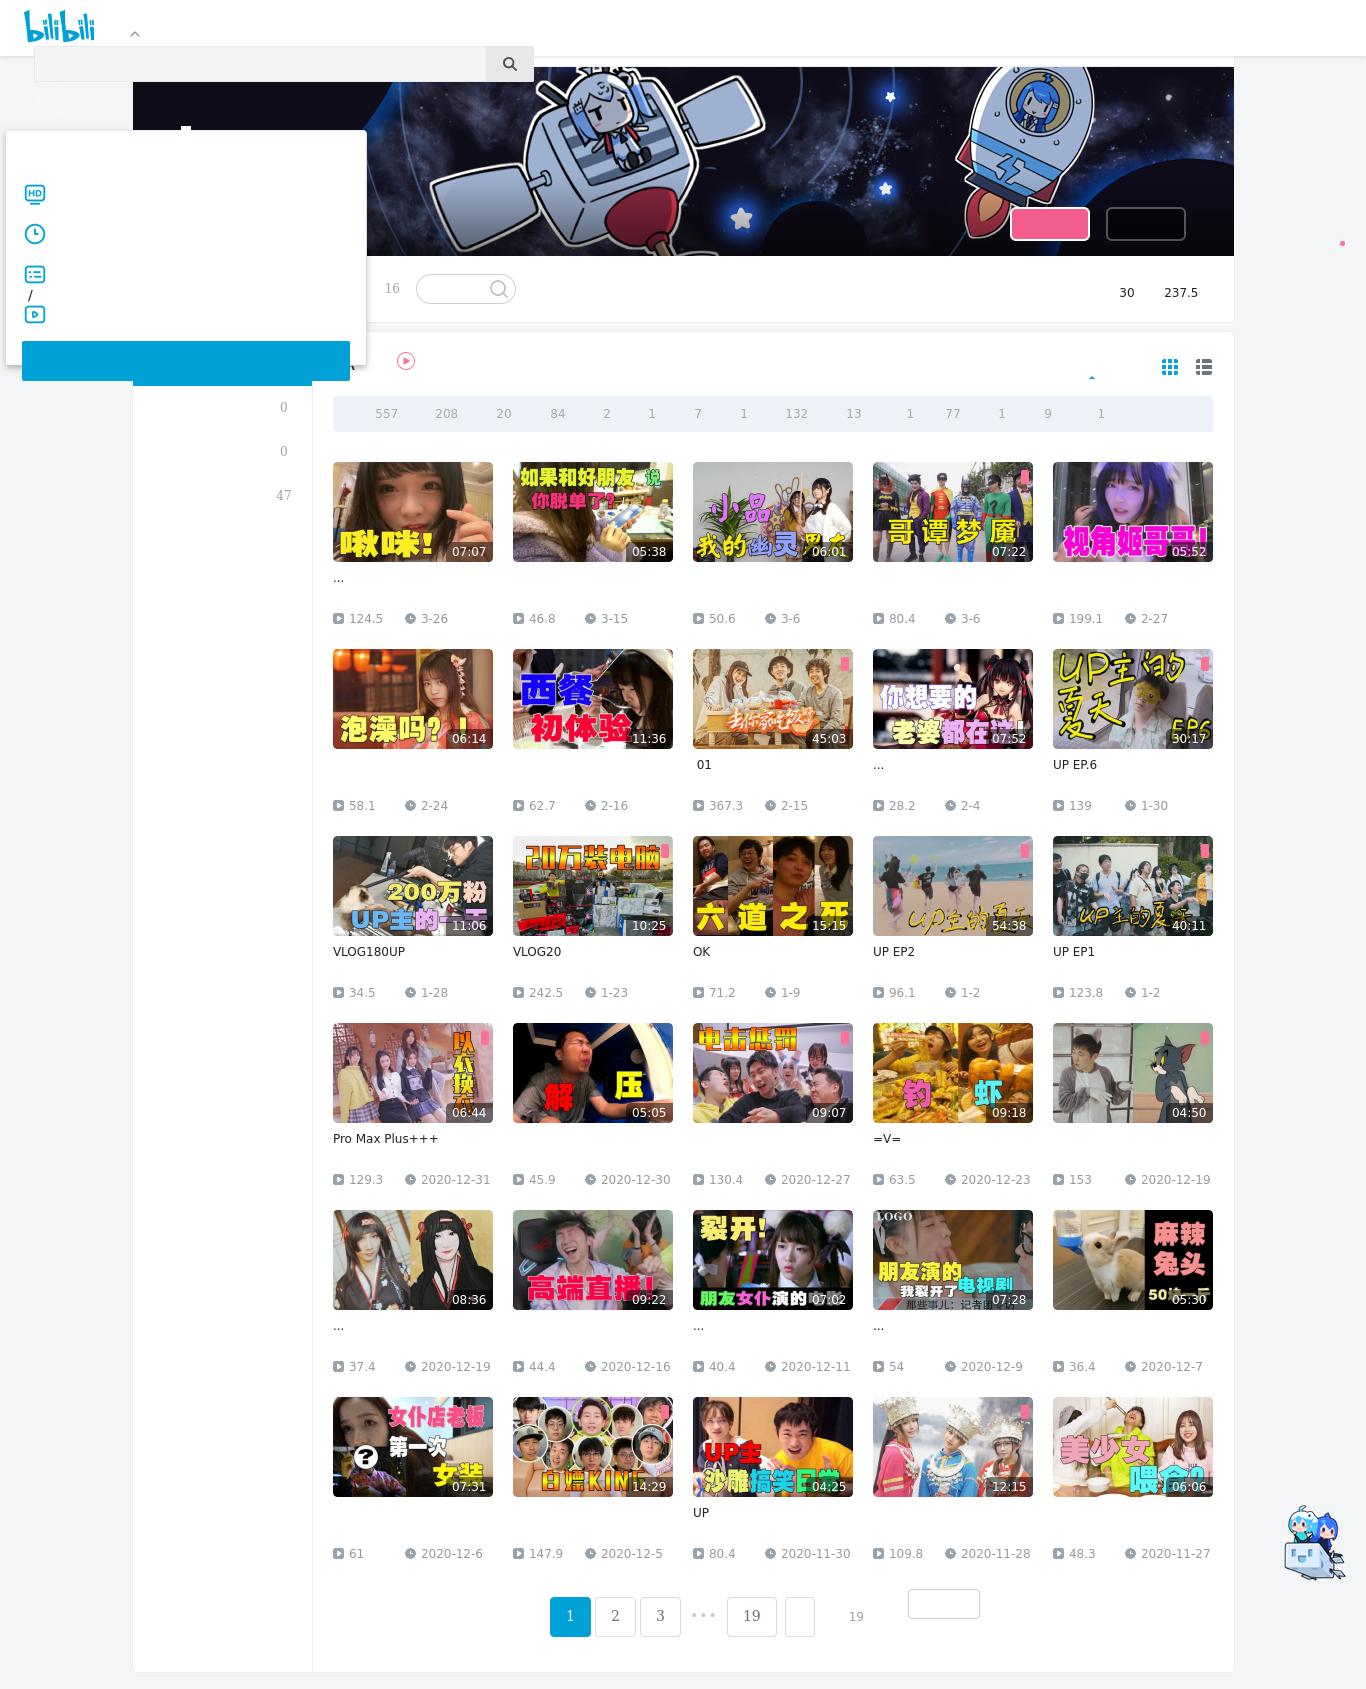 bilibili
HD
/
16
30 237.5
0
0
47
557 208 20 84 2 1 7 1 132 13 1 77 1 9 1
啾咪! 07:07
如果和好朋友说
你脱单了? 05:38
小品
我的幽灵男友 06:01
哥谭梦魇 07:22
视角姬哥哥! 05:52
...
124.5 3-26 46.8 3-15 50.6 3-6 80.4 3-6 199.1 2-27
泡澡吗?! 06:14
西餐
初体验 11:36
去你家吃饭 45:03
你想要的
老婆都在这! 07:52
UP主的
夏天
EP6 30:17
01 ... UP EP.6
58.1 2-24 62.7 2-16 367.3 2-15 28.2 2-4 139 1-30
200万粉
UP主的一天 11:06
20万装电脑 10:25
六道之死 15:15
UP主的夏天 54:38
UP主的夏天 40:11
VLOG180UP VLOG20 OK UP EP2 UP EP1
34.5 1-28 242.5 1-23 71.2 1-9 96.1 1-2 123.8 1-2
以衣换衣 06:44
解压 05:05
电击惩罚 09:07
钓虾 09:18
04:50
Pro Max Plus+++ =V=
129.3 2020-12-31 45.9 2020-12-30 130.4 2020-12-27 63.5 2020-12-23 153 2020-12-19
08:36
高端直播! 09:22
裂开!
朋友女仆演的 07:02
LOGO
朋友演的
我裂开了电视剧
那些事儿：记者 07:28
麻辣
兔头
50块一斤 05:30
... ... ...
37.4 2020-12-19 44.4 2020-12-16 40.4 2020-12-11 54 2020-12-9 36.4 2020-12-7
女仆店老板
第一次
?
女装 07:31
白嫖KING 14:29
UP主
沙雕搞笑日常 04:25
12:15
美少女
喂食? 06:06
UP
61 2020-12-6 147.9 2020-12-5 80.4 2020-11-30 109.8 2020-11-28 48.3 2020-11-27
1 2 3 ••• 19 19